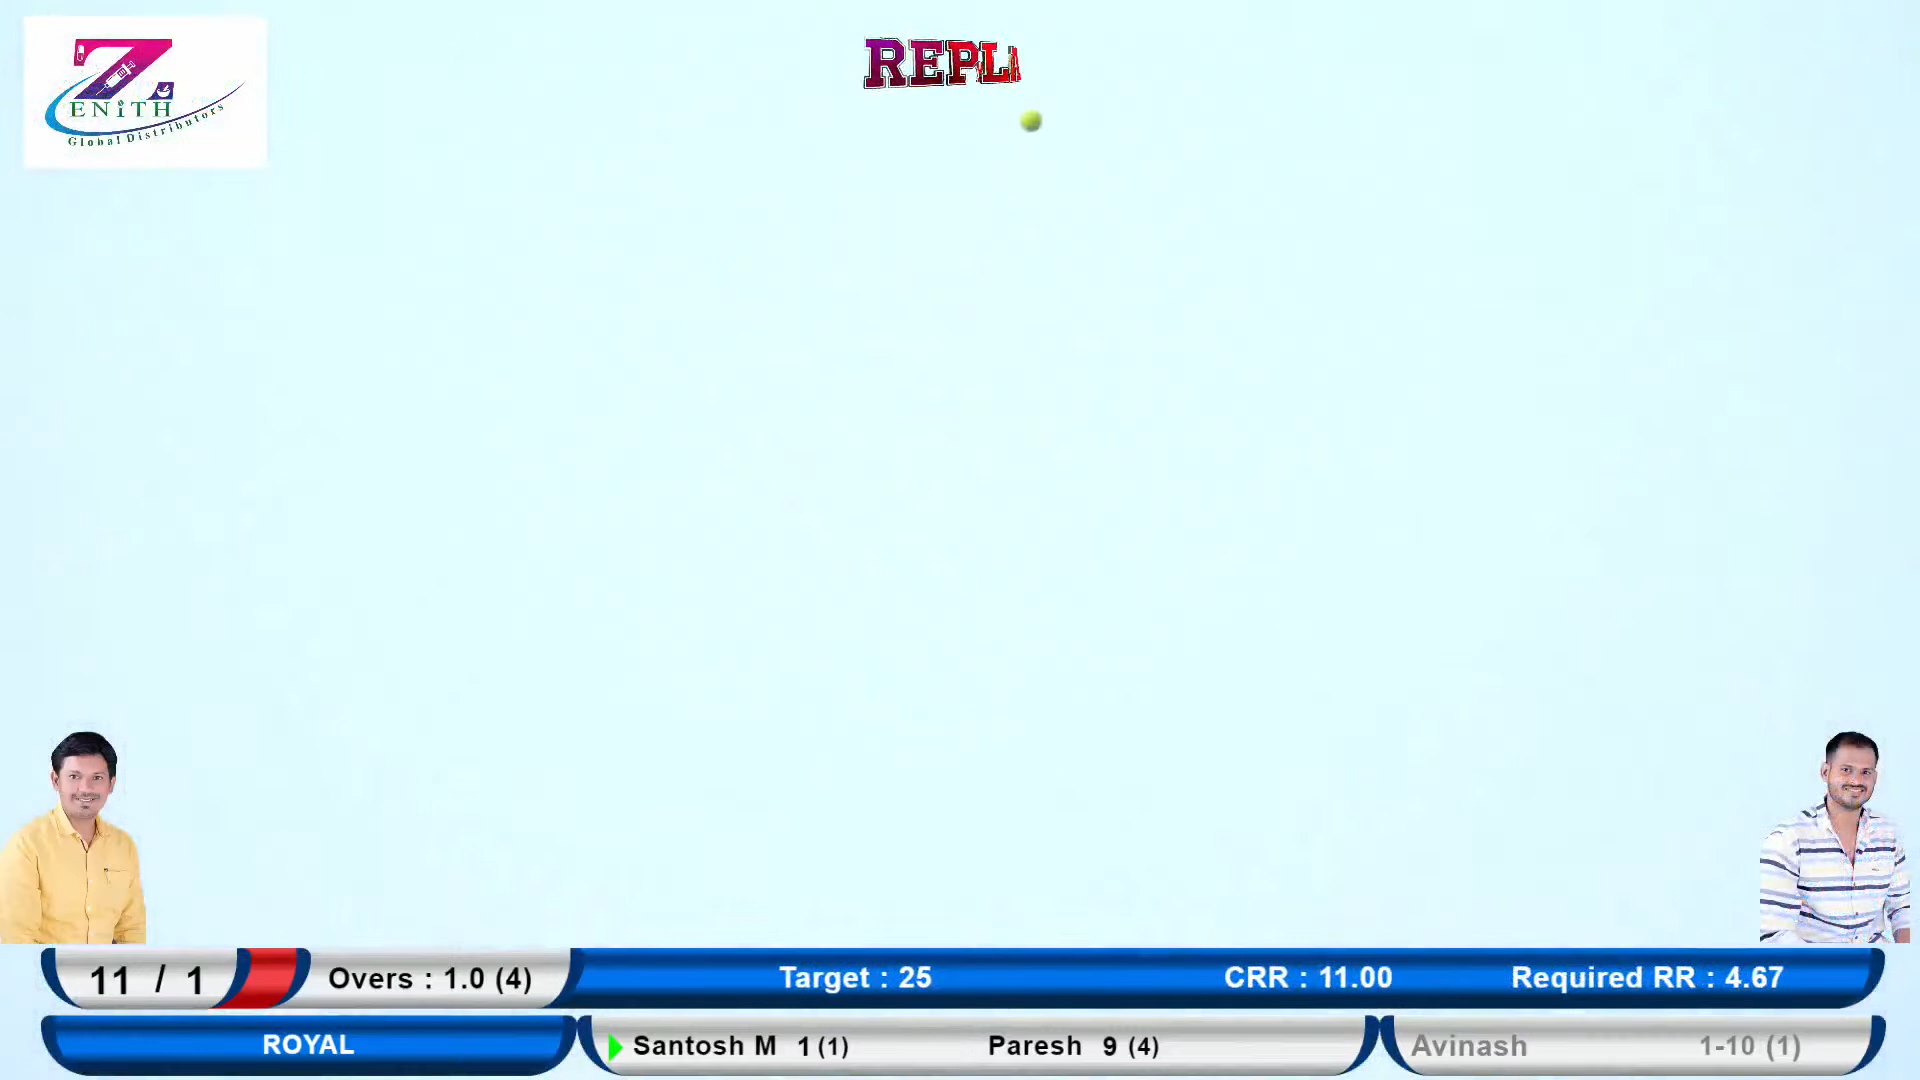 Z
ENiTH
Global Distributors
REPLA
11 / 1
Overs : 1.0 (4)
Target : 25
CRR : 11.00
Required RR : 4.67
ROYAL
Santosh M 1 (1)
Paresh 9 (4)
Avinash 1-10 (1)